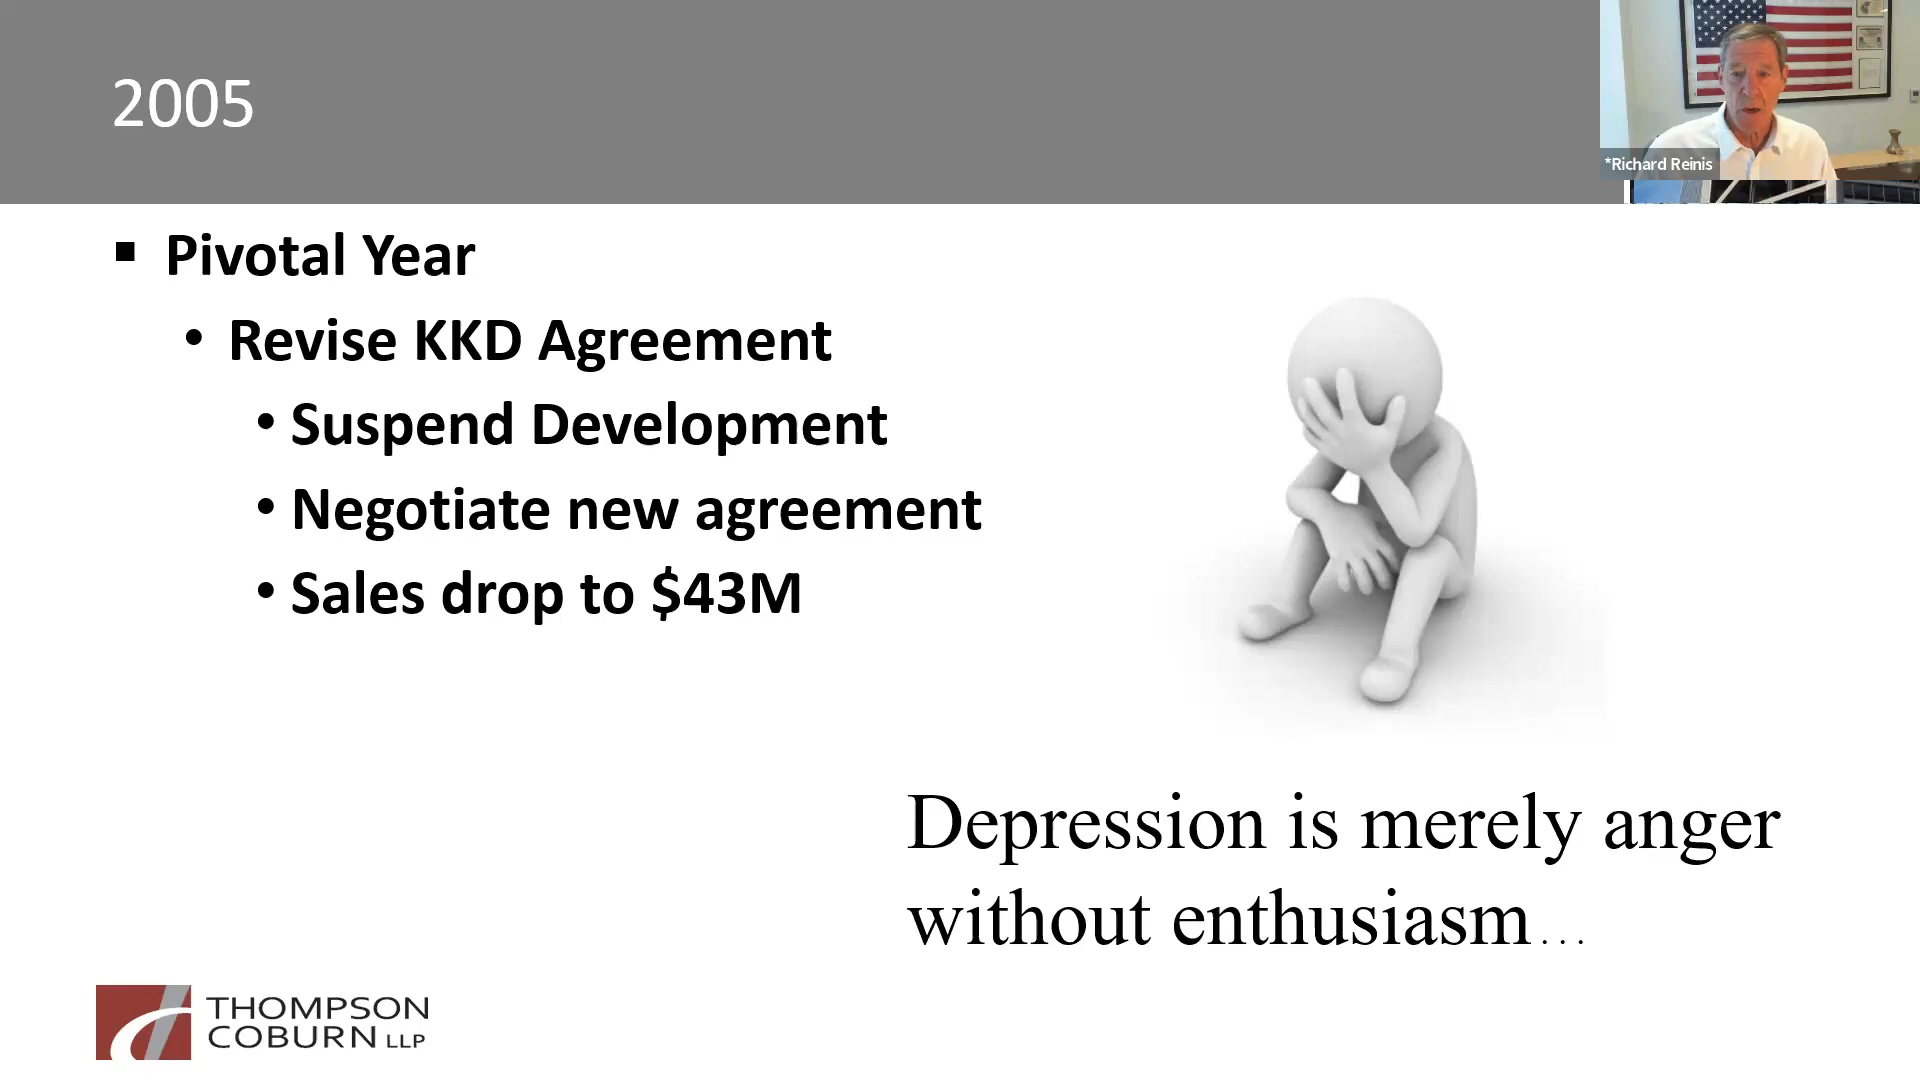 2005
*Richard Reinis
▪ Pivotal Year
• Revise KKD Agreement
• Suspend Development
• Negotiate new agreement
• Sales drop to $43M
Depression is merely anger
without enthusiasm...
THOMPSON
COBURN LLP